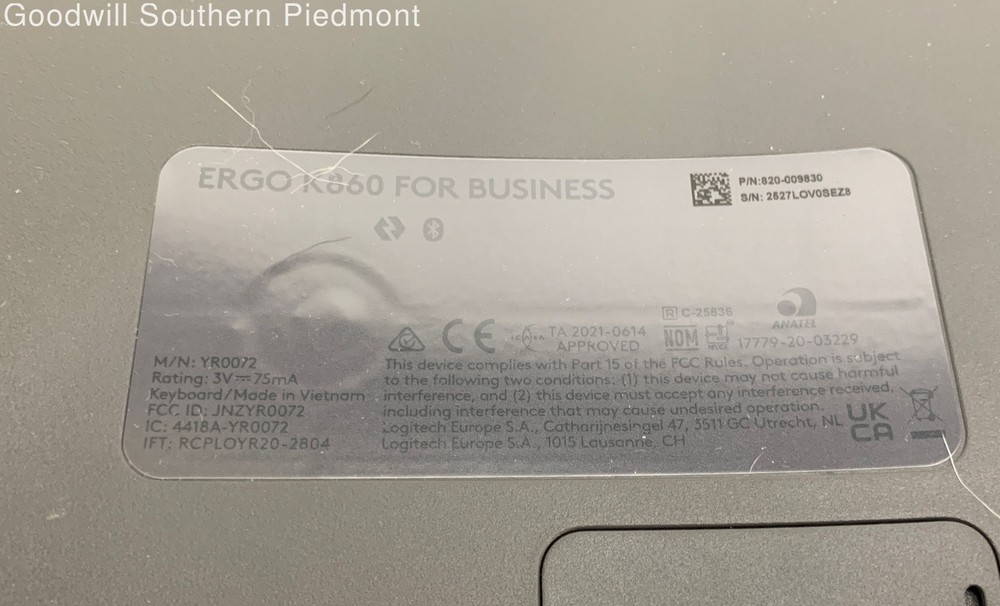 Goodwill Southern Piedmont
ERGO K860 FOR BUSINESS
P/N:820-009830
S/N: 2527LOV0SEZ8
R C-25836
ICASA TA 2021-0614
APPROVED
NOM
ANATEL
17779-20-03229
M/N: YR0072
Rating: 3V⎓75mA
Keyboard/Made in Vietnam
FCC ID: JNZYR0072
IC: 4418A-YR0072
IFT: RCPLOYR20-2804
This device complies with Part 15 of the FCC Rules. Operation is subject
to the following two conditions: (1) this device may not cause harmful
interference, and (2) this device must accept any interference received,
including interference that may cause undesired operation.
Logitech Europe S.A., Catharijnesingel 47, 3511 GC Utrecht, NL
Logitech Europe S.A., 1015 Lausanne, CH
CE
UK
CA